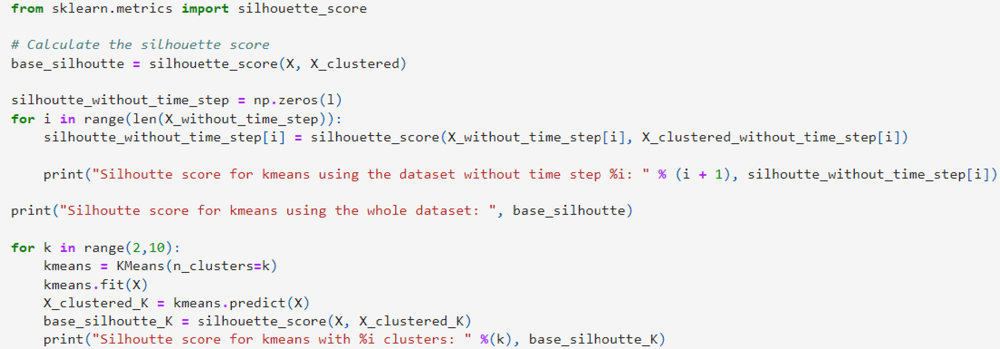 from sklearn.metrics import silhouette_score
# Calculate the silhouette score
base_silhoutte = silhouette_score(X, X_clustered)
silhoutte_without_time_step = np.zeros(l)
for i in range(len(X_without_time_step)):
    silhoutte_without_time_step[i] = silhouette_score(X_without_time_step[i], X_clustered_without_time_step[i])
    print("Silhoutte score for kmeans using the dataset without time step %i: " % (i + 1), silhoutte_without_time_step[i])
print("Silhoutte score for kmeans using the whole dataset: ", base_silhoutte)
for k in range(2,10):
    kmeans = KMeans(n_clusters=k)
    kmeans.fit(X)
    X_clustered_K = kmeans.predict(X)
    base_silhoutte_K = silhouette_score(X, X_clustered_K)
    print("Silhoutte score for kmeans with %i clusters: " %(k), base_silhoutte_K)